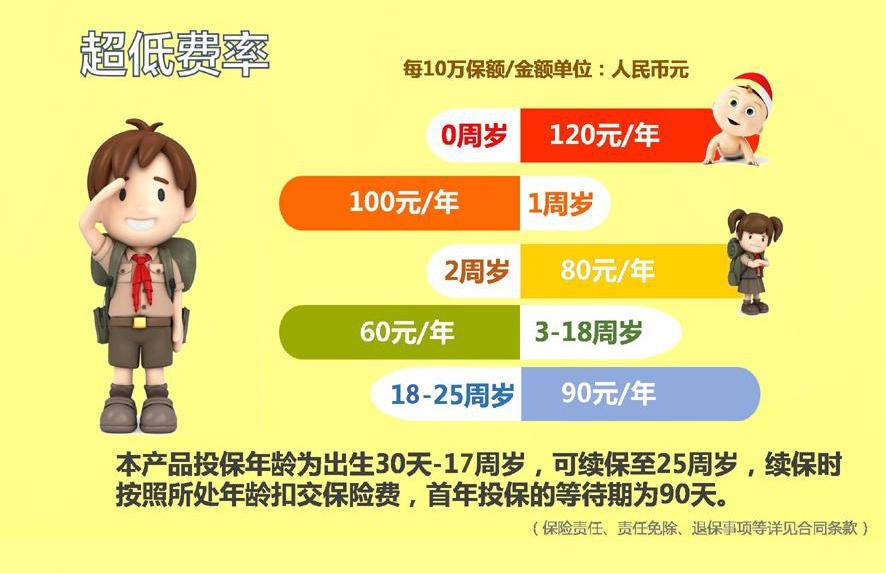 超低费率
每10万保额/金额单位：人民币元
0周岁 120元/年
100元/年 1周岁
2周岁 80元/年
60元/年 3-18周岁
18-25周岁 90元/年
本产品投保年龄为出生30天-17周岁，可续保至25周岁，续保时
按照所处年龄扣交保险费，首年投保的等待期为90天。
（保险责任、责任免除、退保事项等详见合同条款）